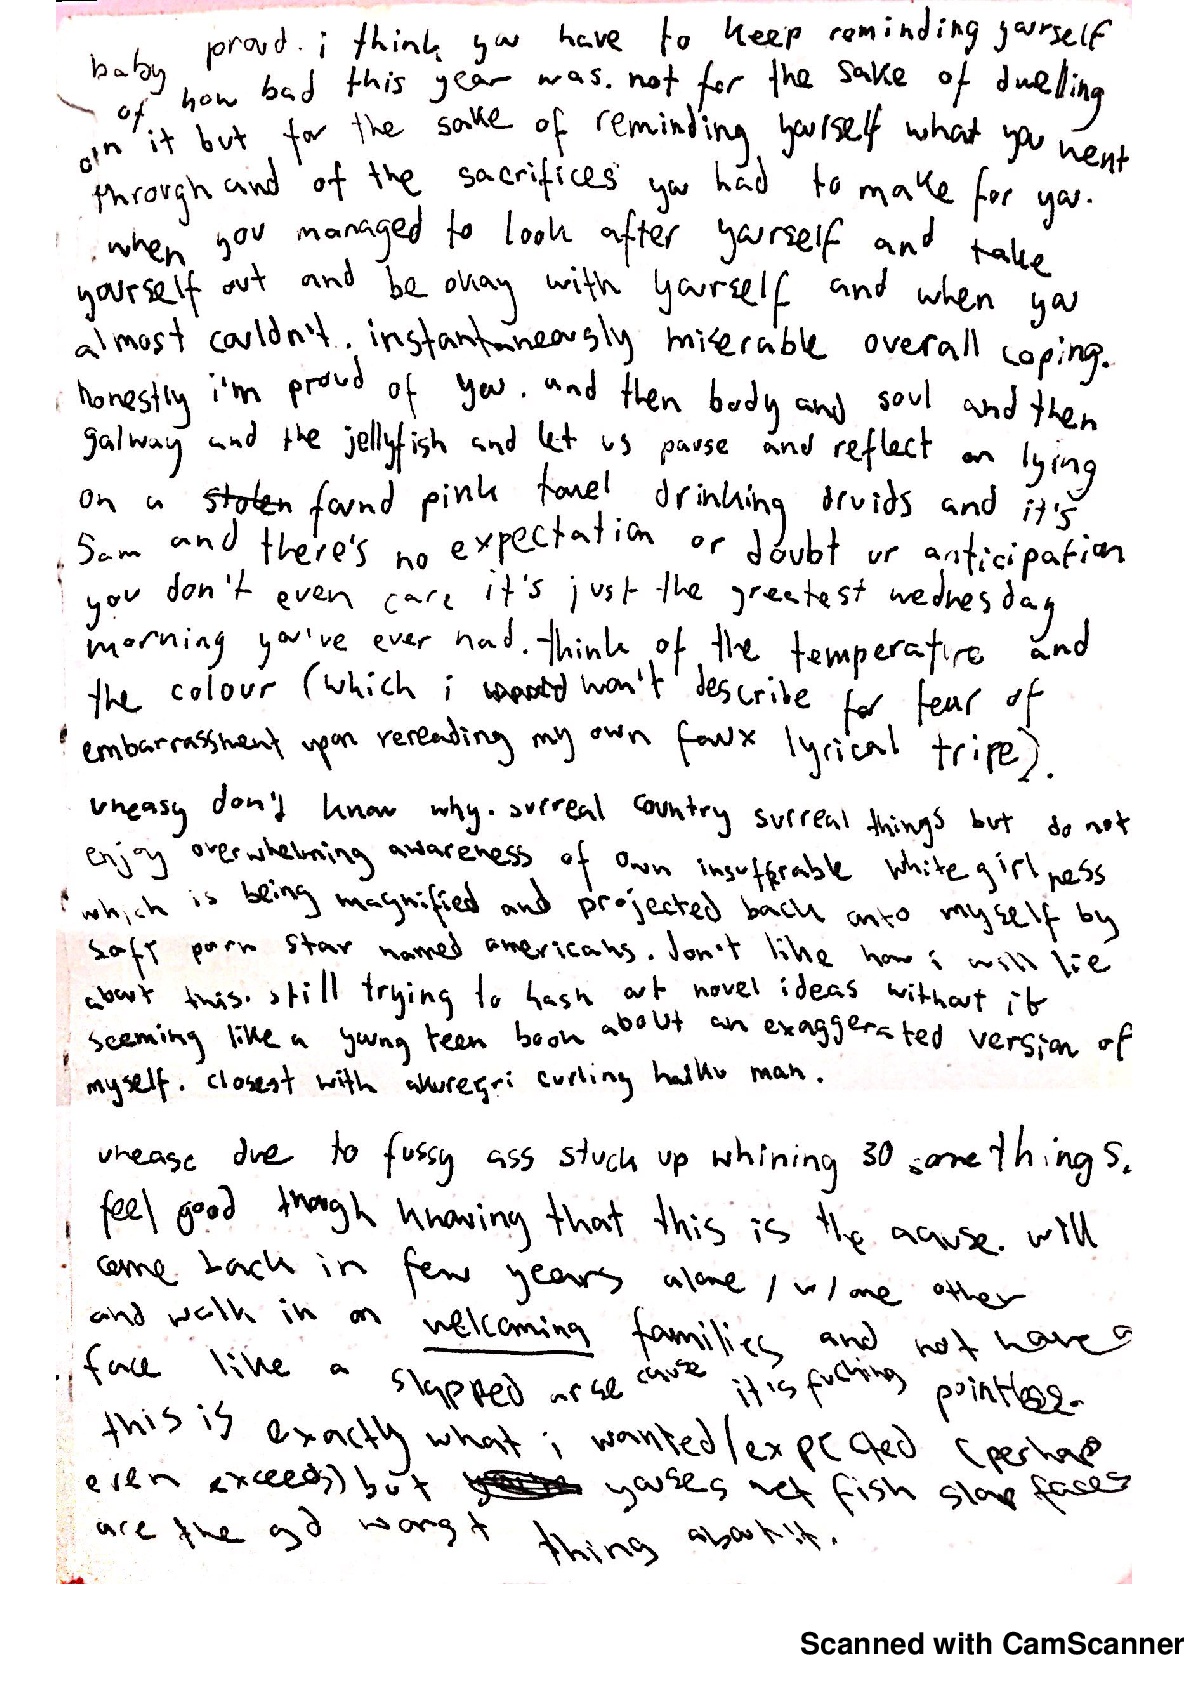 baby proud. i think you have to keep reminding yourself
of how bad this year was. not for the sake of dwelling
on it but for the sake of reminding yourself what you went
through and of the sacrifices you had to make for you.
when you managed to look after yourself and take
yourself out and be okay with yourself and when you
almost couldn't. instantaneously miserable overall coping.
honestly i'm proud of you. and then body and soul and then
galway and the jellyfish and let us pause and reflect on lying
on a stolen found pink towel drinking druids and it's
5am and there's no expectation or doubt or anticipation
you don't even care it's just the greatest wednesday
morning you've ever had. think of the temperature and
the colour (which i won't describe for fear of
embarrassment upon rereading my own faux lyrical tripe).
uneasy don't know why. surreal country surreal things but do not
enjoy overwhelming awareness of own insufferable white girl ness
which is being magnified and projected back onto myself by
soft porn star named americans. don't like how i will lie
about this. still trying to hash out novel ideas without it
seeming like a young teen book about an exaggerated version of
myself. closest with curling haiku man.
unease due to fussy ass stuck up whining 30 somethings.
feel good though knowing that this is the cause. will
come back in few years alone / w/ one other
and walk in on welcoming families and not have a
face like a slapped arse cause it's fucking pointless.
this is exactly what i wanted/expected (perhaps
even exceeds) but youses wet fish slap faces
are the worst thing about it.
Scanned with CamScanner